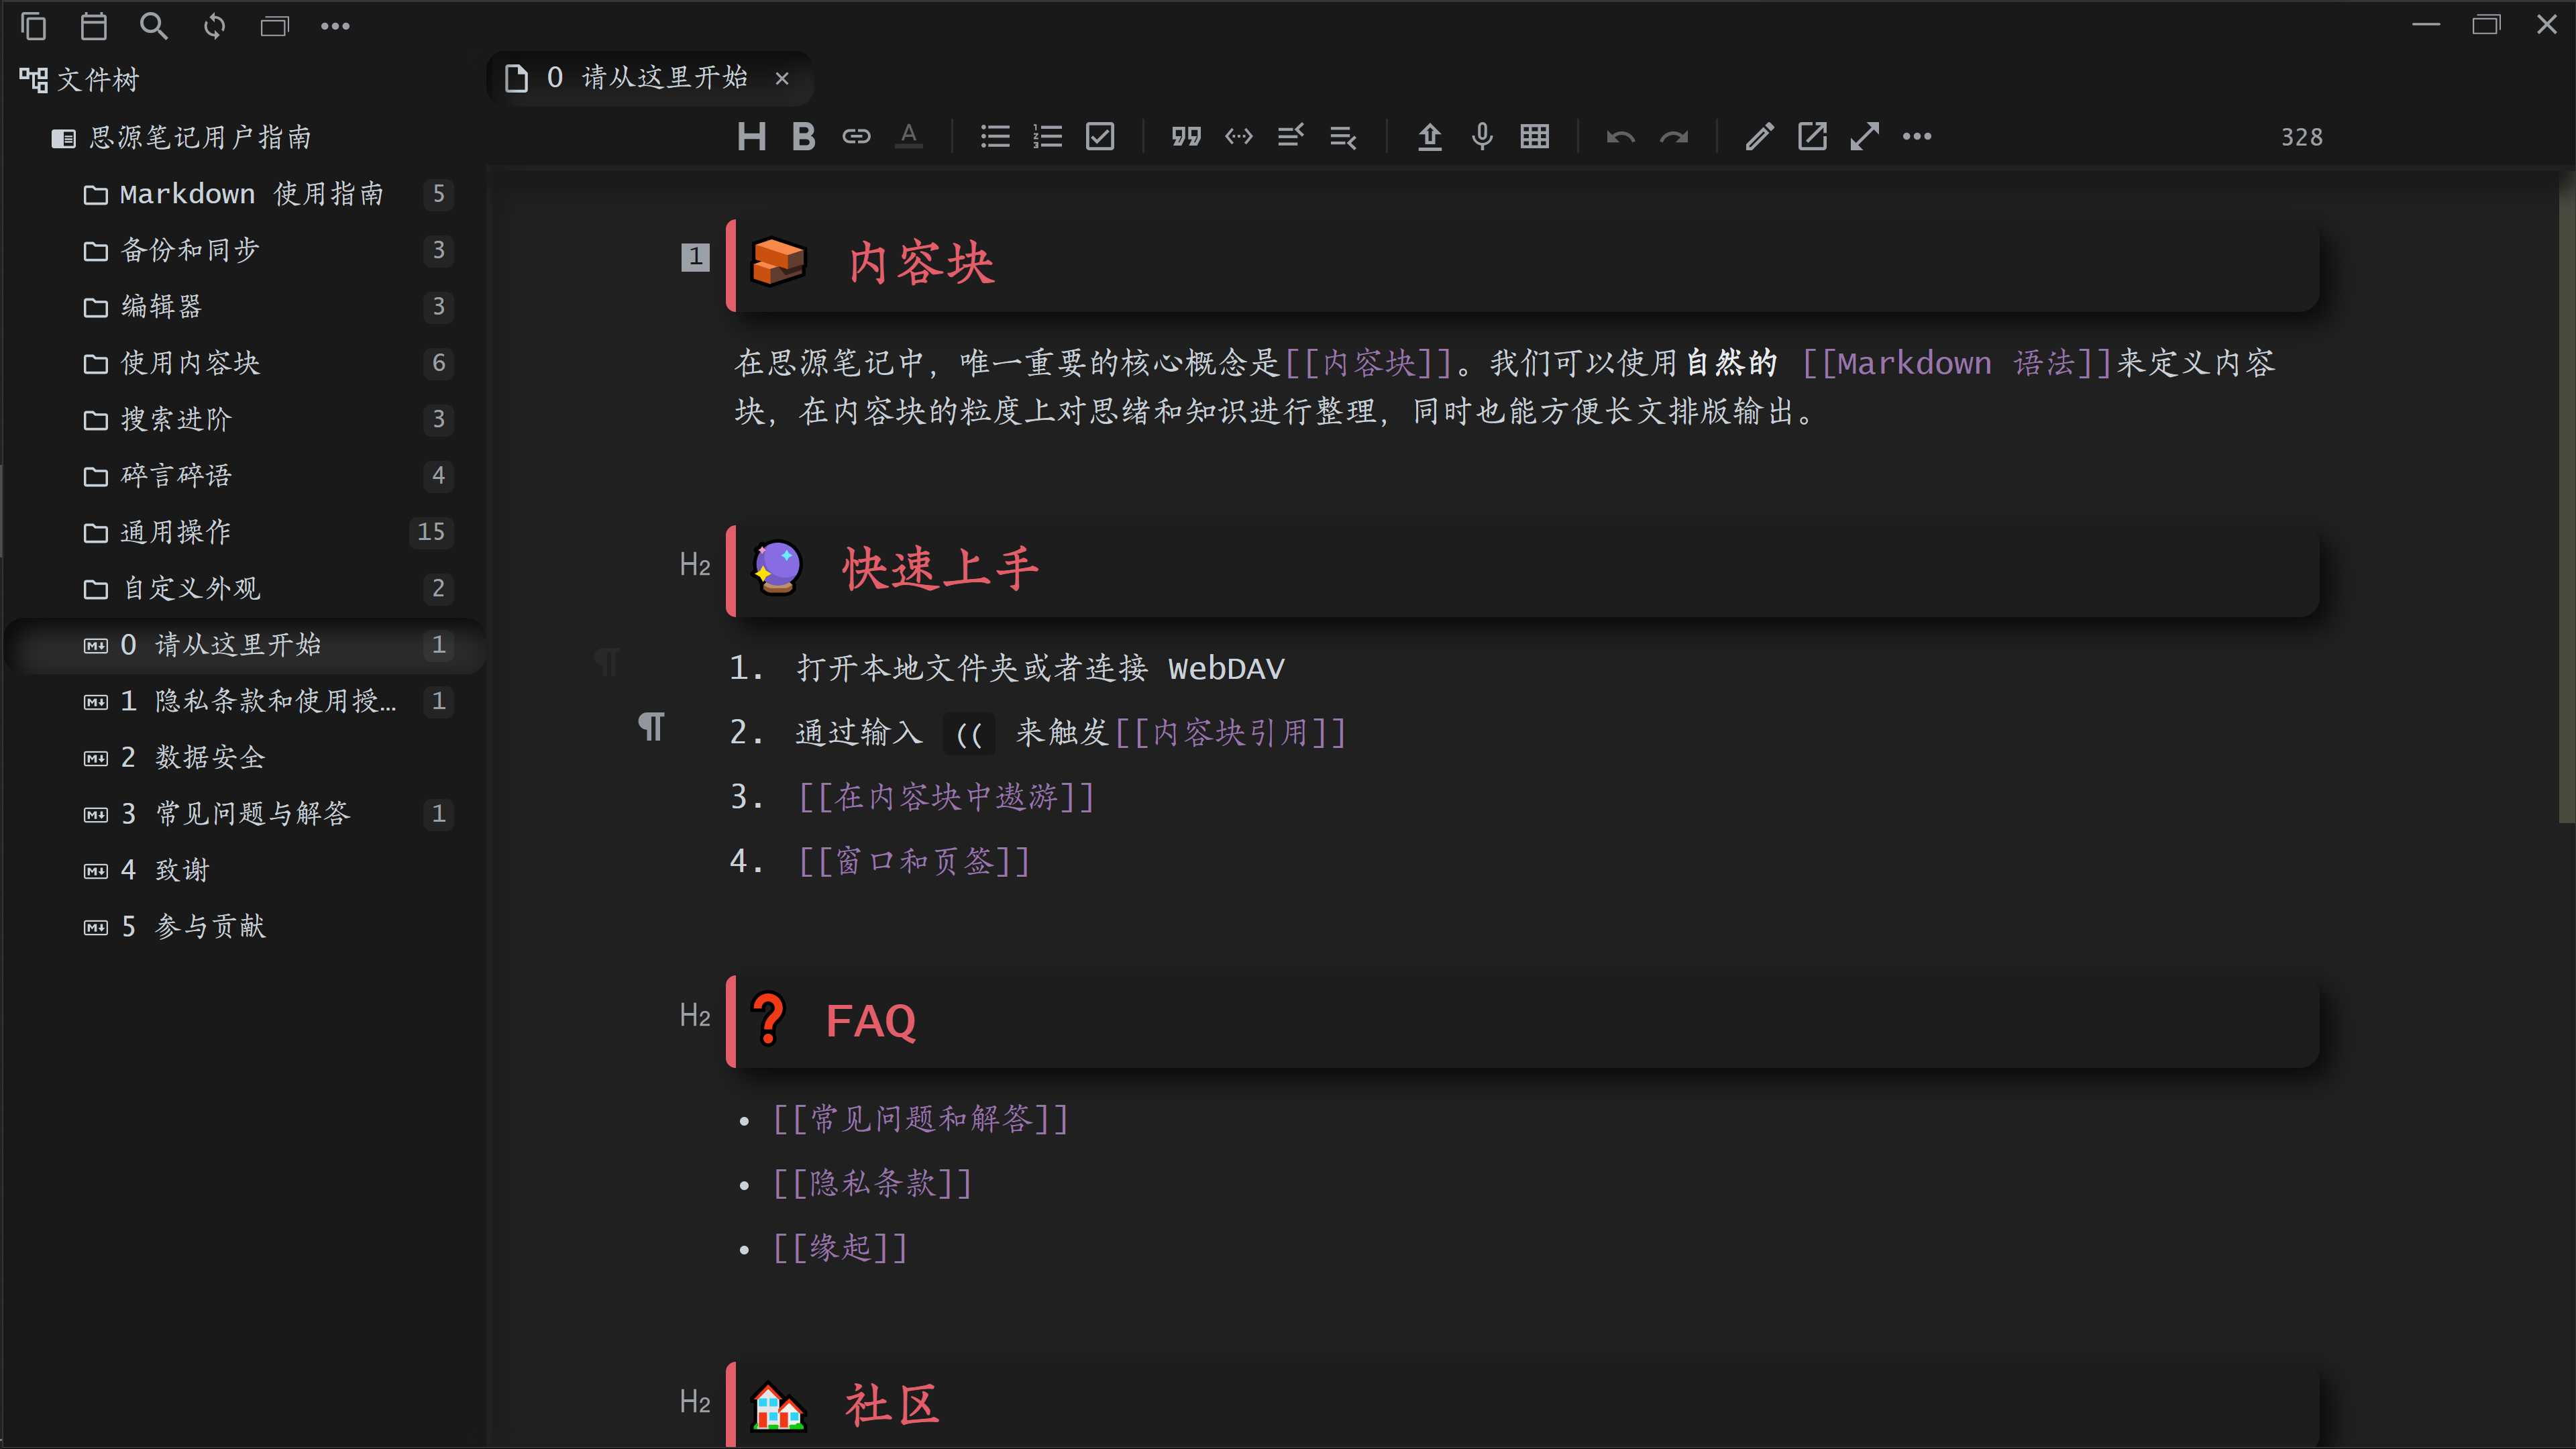 文件树
思源笔记用户指南
Markdown 使用指南 5
备份和同步 3
编辑器 3
使用内容块 6
搜索进阶 3
碎言碎语 4
通用操作 15
自定义外观 2
0 请从这里开始 1
1 隐私条款和使用授... 1
2 数据安全
3 常见问题与解答 1
4 致谢
5 参与贡献
0 请从这里开始
H B A 328
1 内容块
在思源笔记中，唯一重要的核心概念是[[内容块]]。我们可以使用自然的 [[Markdown 语法]]来定义内容
块，在内容块的粒度上对思绪和知识进行整理，同时也能方便长文排版输出。
H2 快速上手
1. 打开本地文件夹或者连接 WebDAV
2. 通过输入 (( 来触发[[内容块引用]]
3. [[在内容块中遨游]]
4. [[窗口和页签]]
H2 ❓ FAQ
• [[常见问题和解答]]
• [[隐私条款]]
• [[缘起]]
H2 社区